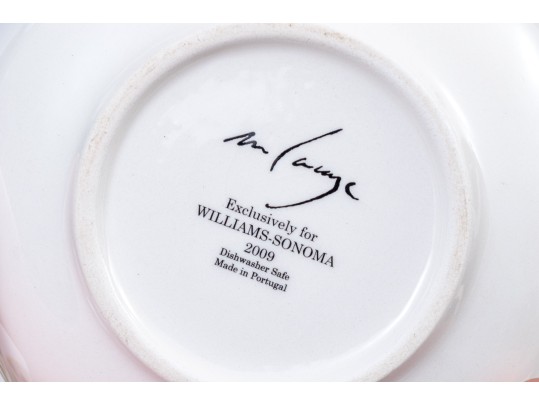 Exclusively for
WILLIAMS-SONOMA
2009
Dishwasher Safe
Made in Portugal